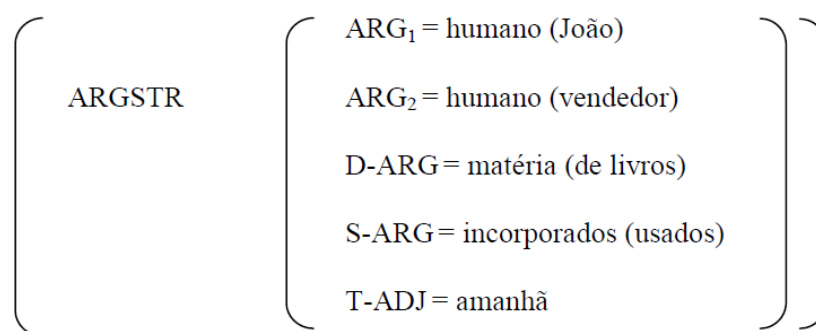 ARG₁ = humano (João)
ARGSTR ARG₂ = humano (vendedor)
D-ARG = matéria (de livros)
S-ARG = incorporados (usados)
T-ADJ = amanhã